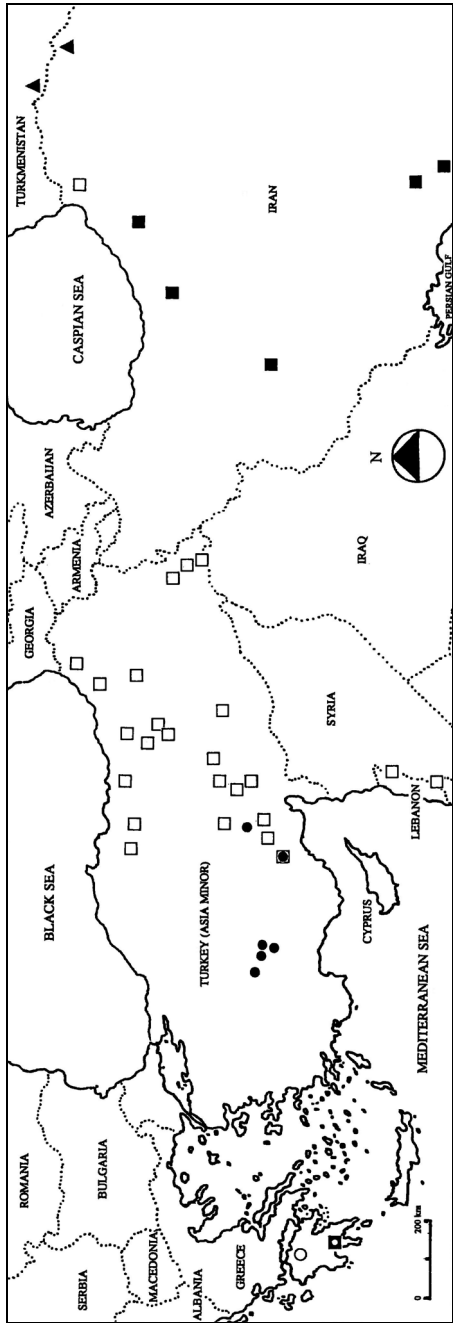 ROMANIA
SERBIA
BULGARIA
MACEDONIA
ALBANIA
GREECE
BLACK SEA
TURKEY (ASIA MINOR)
GEORGIA
ARMENIA
AZERBAIJAN
CASPIAN SEA
TURKMENISTAN
IRAN
IRAQ
SYRIA
LEBANON
CYPRUS
MEDITERRANEAN SEA
PERSIAN GULF
N
0
200 km